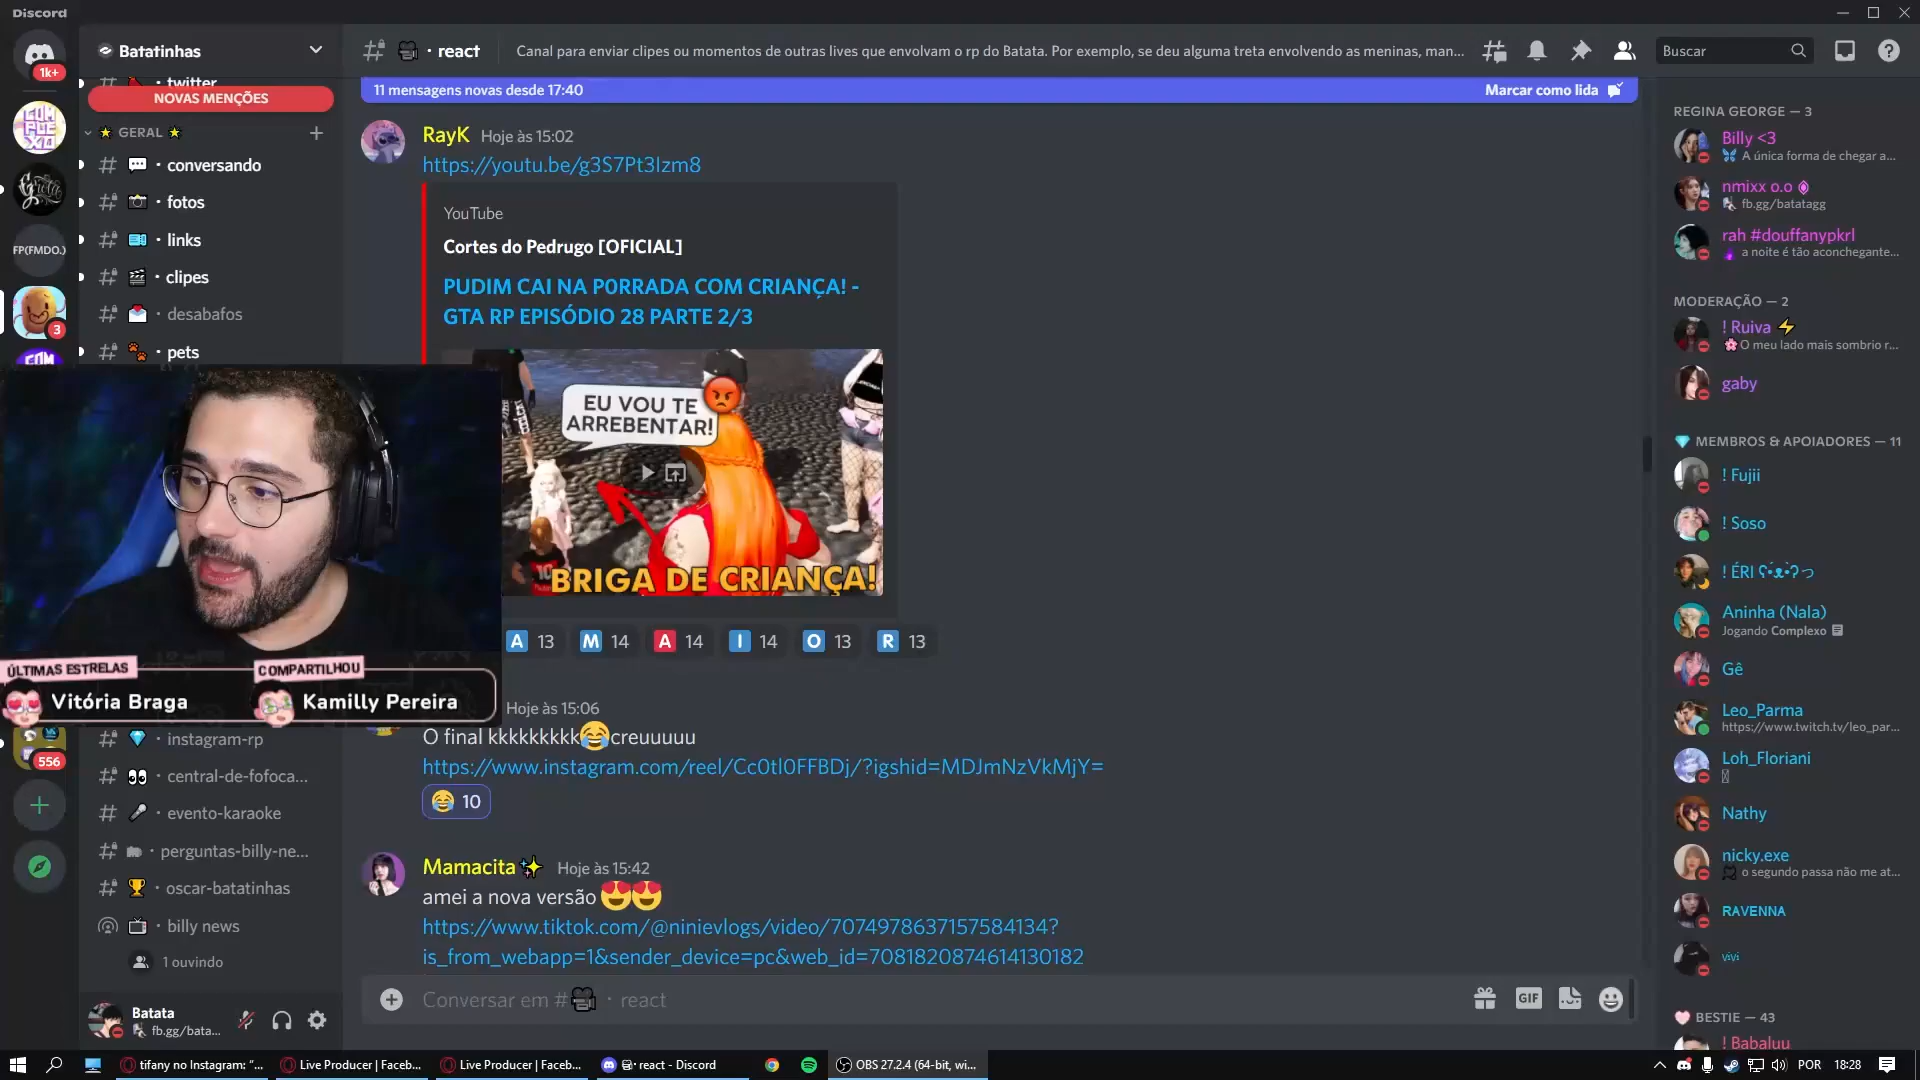 Discord
Batatinhas
· react
Canal para enviar clipes ou momentos de outras lives que envolvam o rp do Batata. Por exemplo, se deu alguma treta envolvendo as meninas, man...
Buscar
1k+
· twitter
NOVAS MENÇÕES
11 mensagens novas desde 17:40
Marcar como lida
GERAL
· conversando
· fotos
· links
· clipes
· desabafos
· pets
FP(FMDO.)
3
RayK Hoje às 15:02
https://youtu.be/g3S7Pt3Izm8
YouTube
Cortes do Pedrugo [OFICIAL]
PUDIM CAI NA P0RRADA COM CRIANÇA! -
GTA RP EPISÓDIO 28 PARTE 2/3
EU VOU TE
ARREBENTAR!
10
BRIGA DE CRIANÇA!
A 13 M 14 A 14 I 14 O 13 R 13
ÚLTIMAS ESTRELAS
COMPARTILHOU
Vitória Braga
Kamilly Pereira
556
· instagram-rp
· central-de-fofoca...
· evento-karaoke
· perguntas-billy-ne...
· oscar-batatinhas
billy news
1 ouvindo
Batata
fb.gg/bata...
Hoje às 15:06
O final kkkkkkkkk😂creuuuuu
https://www.instagram.com/reel/Cc0tl0FFBDj/?igshid=MDJmNzVkMjY=
😂 10
Mamacita✨ Hoje às 15:42
amei a nova versão 😍😍
https://www.tiktok.com/@ninievlogs/video/7074978637157584134?
is_from_webapp=1&sender_device=pc&web_id=7081820874614130182
Conversar em # · react
GIF
REGINA GEORGE — 3
Billy <3
A única forma de chegar a...
nmixx o.o
fb.gg/batatagg
rah #douffanypkrl
a noite é tão aconchegante...
MODERAÇÃO — 2
! Ruiva ⚡
O meu lado mais sombrio r...
gaby
MEMBROS & APOIADORES — 11
! Fujii
! Soso
! ÉRI ʕ•́ᴥ•̀ʔっ
Aninha (Nala)
Jogando Complexo
Gê
Leo_Parma
https://www.twitch.tv/leo_par...
Loh_Floriani
Nathy
nicky.exe
o segundo passa não me at...
RAVENNA
vivi
BESTIE — 43
! Babaluu
tifany no Instagram: “...
Live Producer | Faceb...
Live Producer | Faceb...
· react - Discord
OBS 27.2.4 (64-bit, wi...
POR
18:28